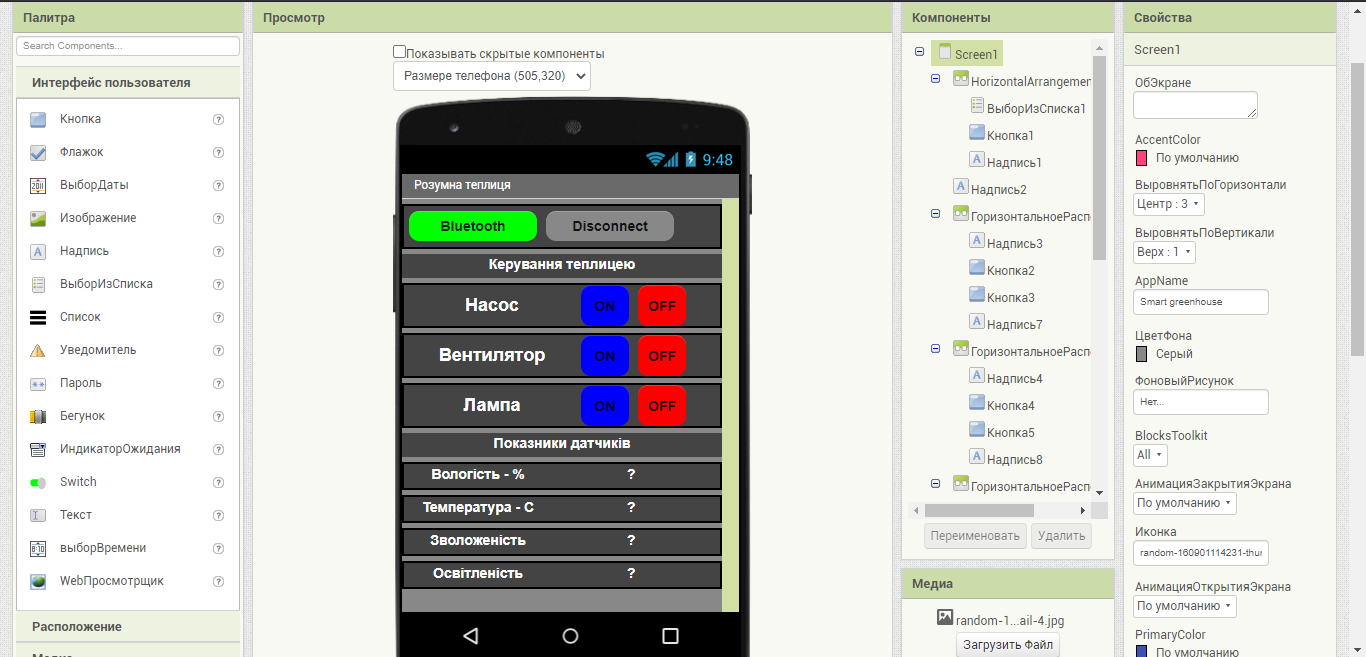 Палитра
Search Components...
Интерфейс пользователя
Кнопка
Флажок
ВыборДаты
Изображение
Надпись
ВыборИзСписка
Список
Уведомитель
Пароль
Бегунок
ИндикаторОжидания
Switch
Текст
выборВремени
WebПросмотрщик
Расположение
Просмотр
Показывать скрытые компоненты
Размере телефона (505,320)
9:48
Розумна теплиця
Bluetooth Disconnect
Керування теплицею
Насос ON OFF
Вентилятор ON OFF
Лампа ON OFF
Показники датчиків
Вологість - % ?
Температура - С ?
Зволоженість ?
Освітленість ?
Компоненты
Screen1
HorizontalArrangemen
ВыборИзСписка1
Кнопка1
Надпись1
Надпись2
ГоризонтальноеРасп
Надпись3
Кнопка2
Кнопка3
Надпись7
ГоризонтальноеРасп
Надпись4
Кнопка4
Кнопка5
Надпись8
ГоризонтальноеРасп
Переименовать Удалить
Медиа
random-1...ail-4.jpg
Загрузить Файл
Свойства
Screen1
ОбЭкране
AccentColor
По умолчанию
ВыровнятьПоГоризонтали
Центр : 3
ВыровнятьПоВертикали
Верх : 1
AppName
Smart greenhouse
ЦветФона
Серый
ФоновыйРисунок
Нет...
BlocksToolkit
All
АнимацияЗакрытияЭкрана
По умолчанию
Иконка
random-160901114231-thur
АнимацияОткрытияЭкрана
По умолчанию
PrimaryColor
По умолчанию